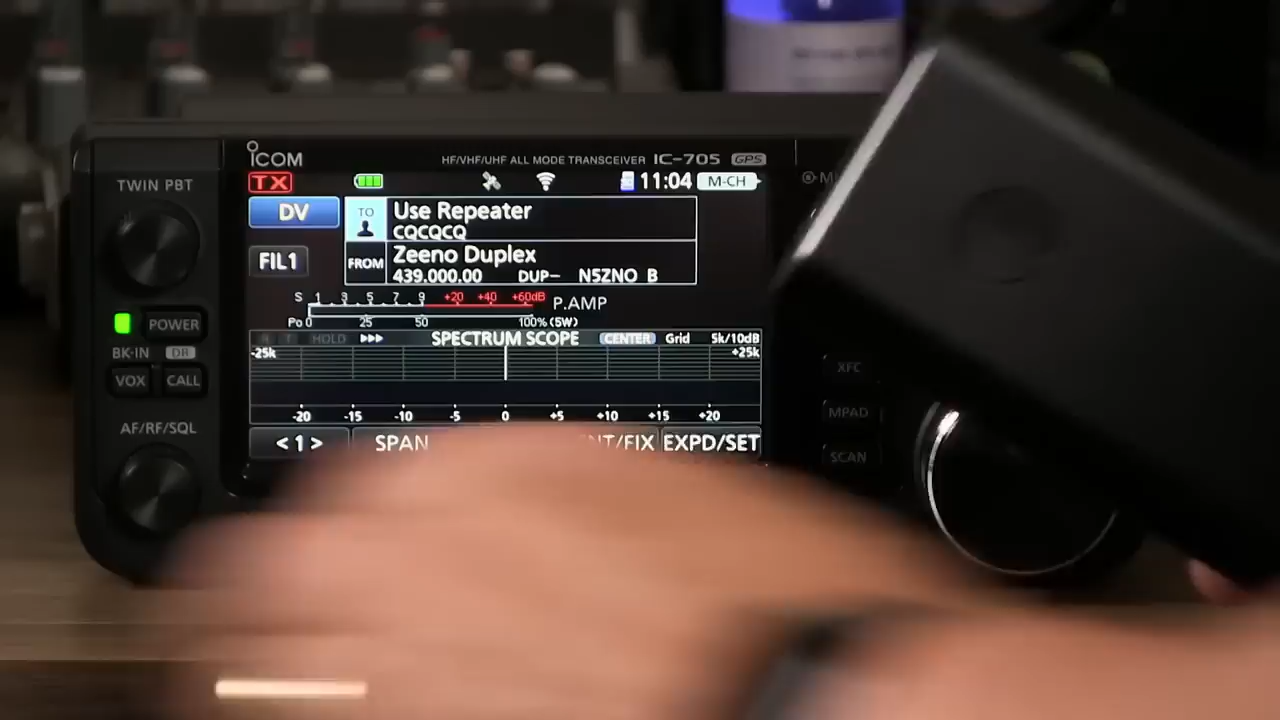 ICOM
HF/VHF/UHF ALL MODE TRANSCEIVER IC-705 GPS
TWIN PBT
TX 11:04 M-CH
DV TO Use Repeater
CQCQCQ
FIL1 FROM Zeeno Duplex
439.000.00 DUP- N5ZNO B
S 1 3 5 7 9 +20 +40 +60dB P.AMP
Po 0 25 50 100% (5W)
POWER
HOLD SPECTRUM SCOPE CENTER Grid 5k/10dB
-25k +25k
BK-IN DR
VOX CALL
-20 -15 -10 -5 0 +5 +10 +15 +20
AF/RF/SQL
< 1 > SPAN NT/FIX EXPD/SET
XFC
MPAD
SCAN